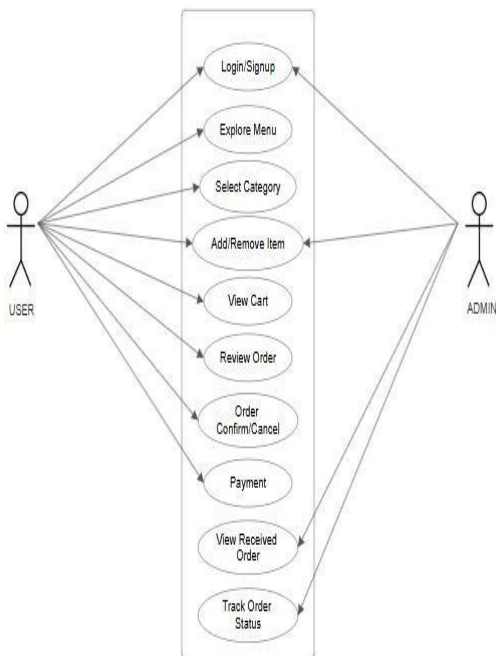 Login/Signup
Explore Menu
Select Category
Add/Remove Item
USER
ADMIN
View Cart
Review Order
Order
Confirm/Cancel
Payment
View Received
Order
Track Order
Status